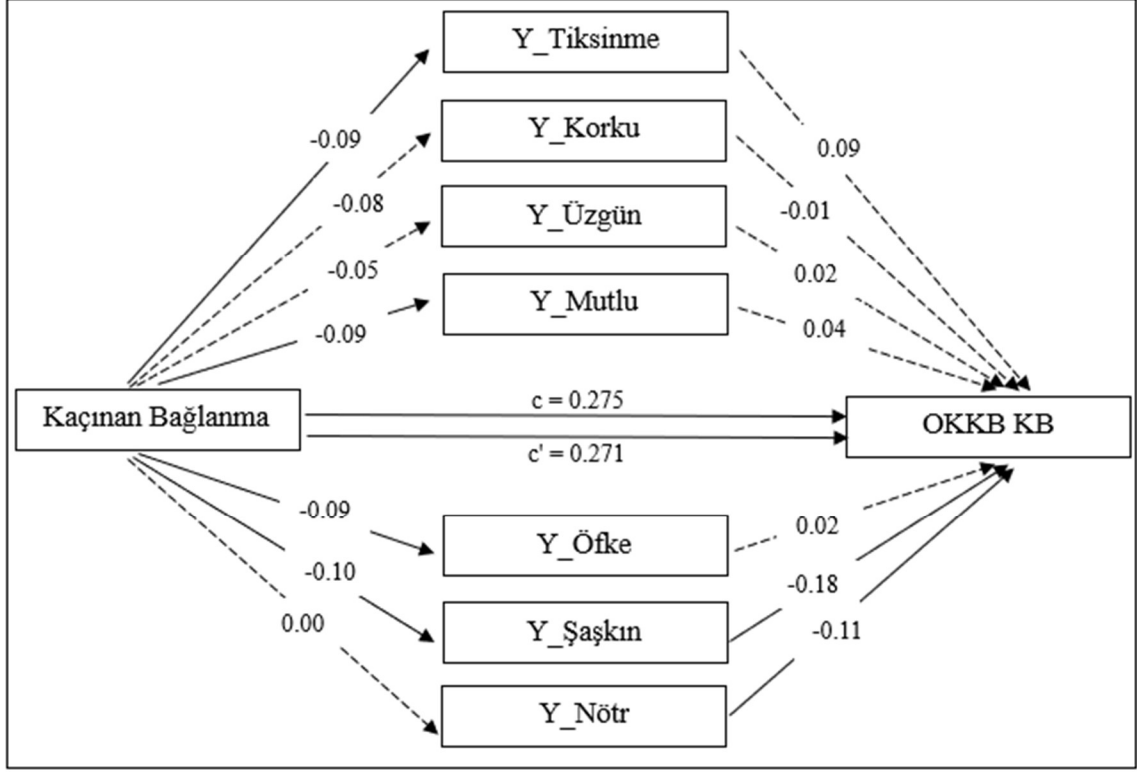 Y_Tiksinme
-0.09
0.09
Y_Korku
-0.08
-0.01
Y_Üzgün
-0.05
0.02
Y_Mutlu
-0.09
0.04
Kaçınan Bağlanma
c = 0.275
c' = 0.271
OKKB KB
-0.09
Y_Öfke
0.02
-0.10
Y_Şaşkın
-0.18
0.00
Y_Nötr
-0.11